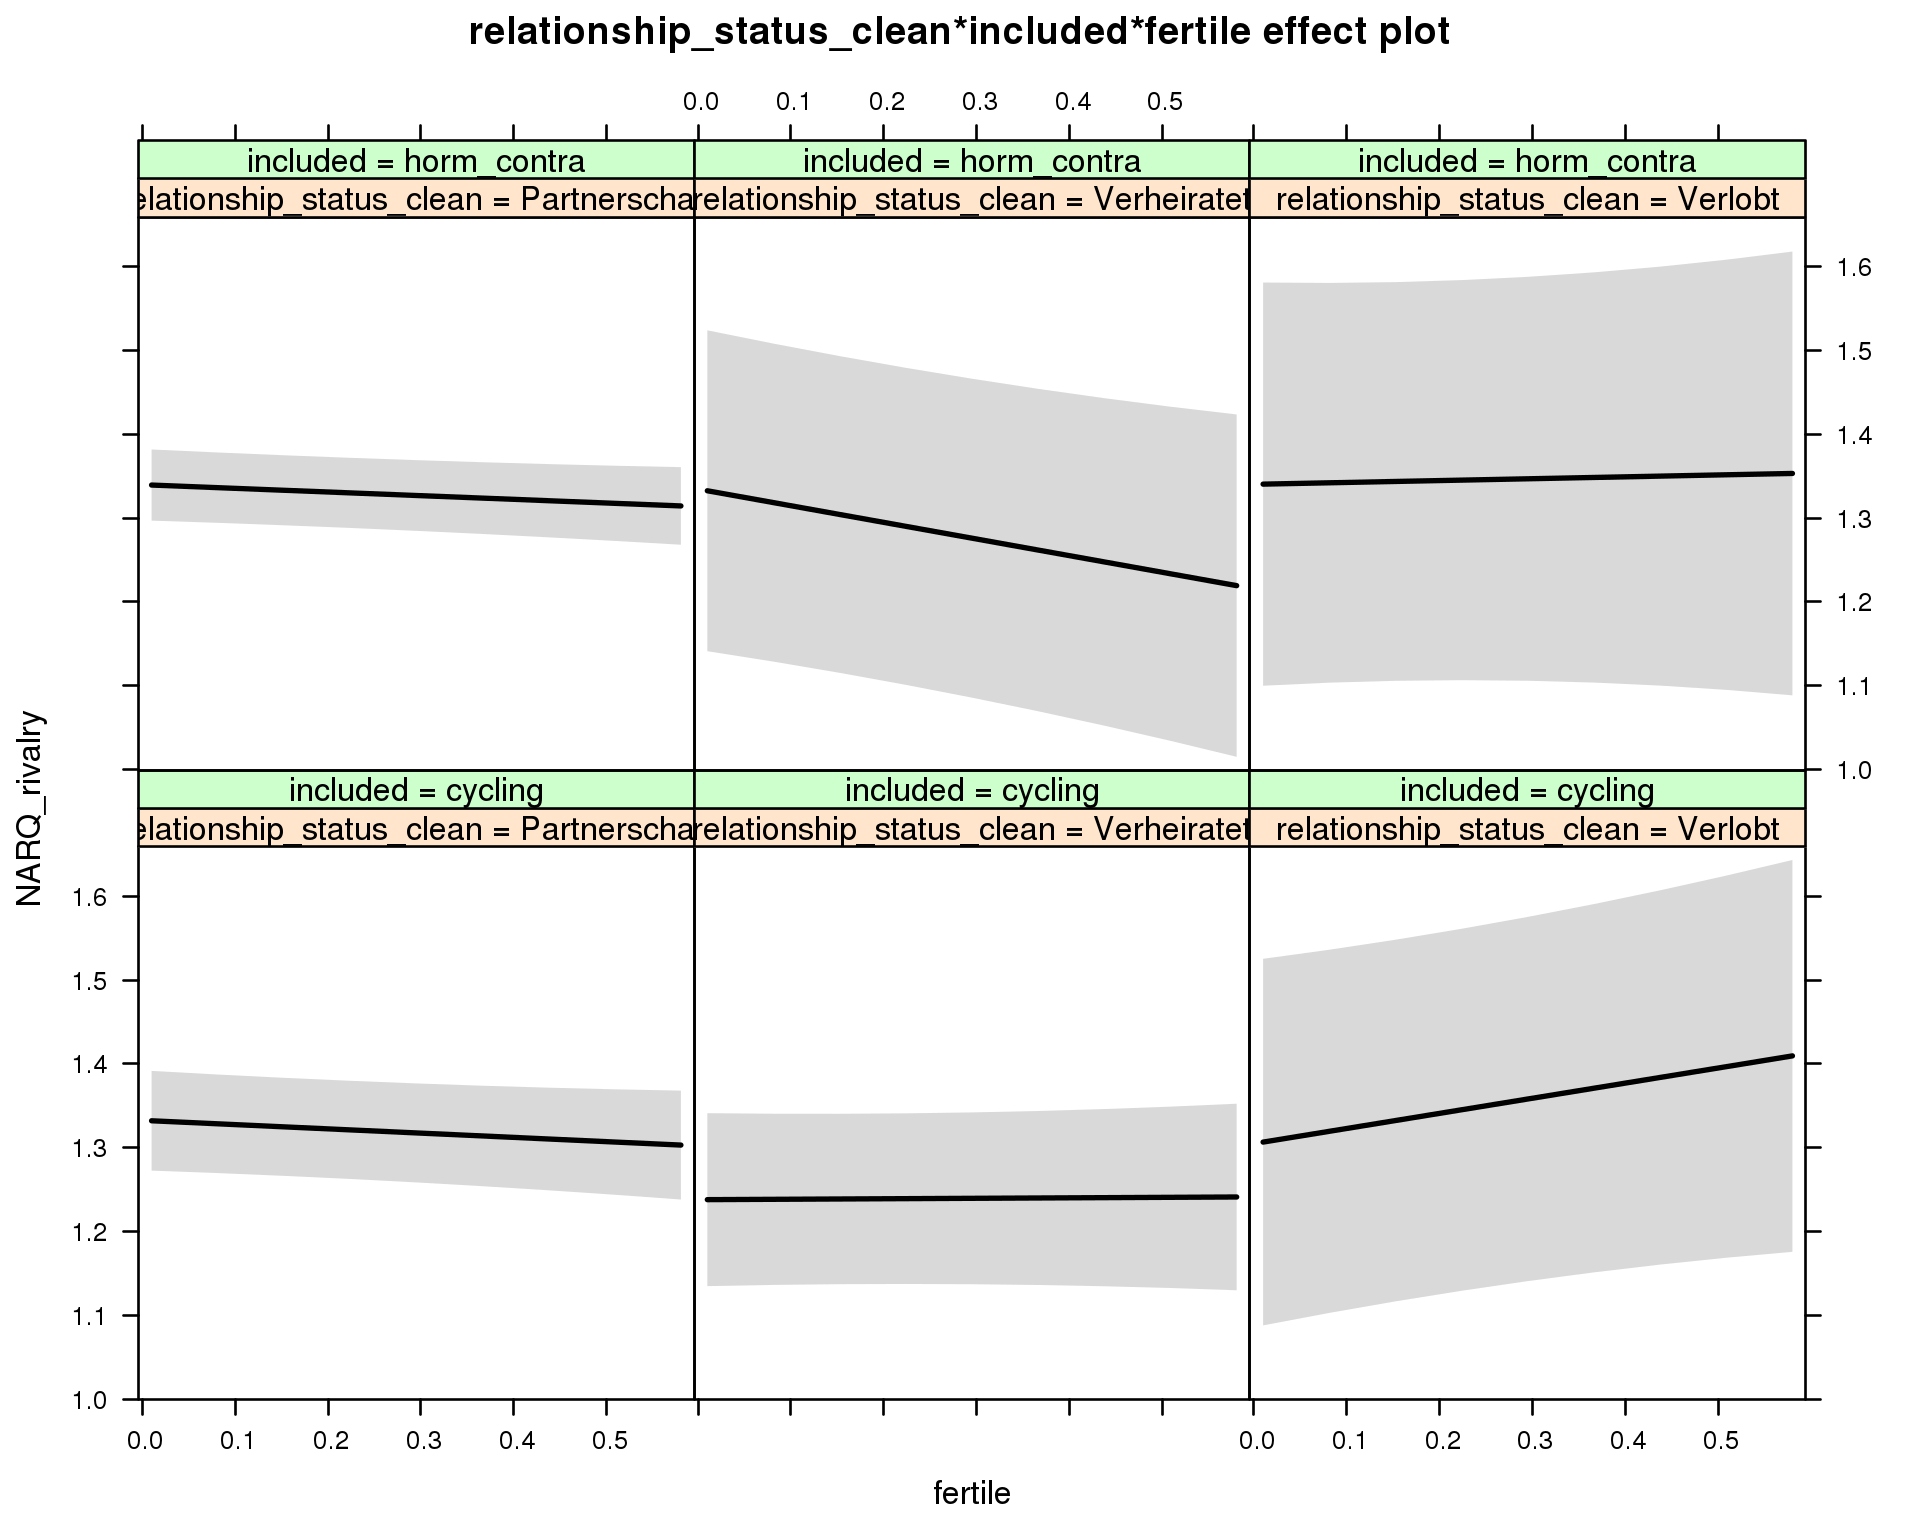 relationship_status_clean*included*fertile effect plot
0.0 0.1 0.2 0.3 0.4 0.5
included = horm_contra included = horm_contra included = horm_contra
elationship_status_clean = Partnerscha relationship_status_clean = Verheiratet relationship_status_clean = Verlobt
1.6
1.5
1.4
1.3
1.2
1.1
1.0
NARQ_rivalry
included = cycling included = cycling included = cycling
elationship_status_clean = Partnerscha relationship_status_clean = Verheiratet relationship_status_clean = Verlobt
1.6
1.5
1.4
1.3
1.2
1.1
1.0
0.0 0.1 0.2 0.3 0.4 0.5 0.0 0.1 0.2 0.3 0.4 0.5
fertile